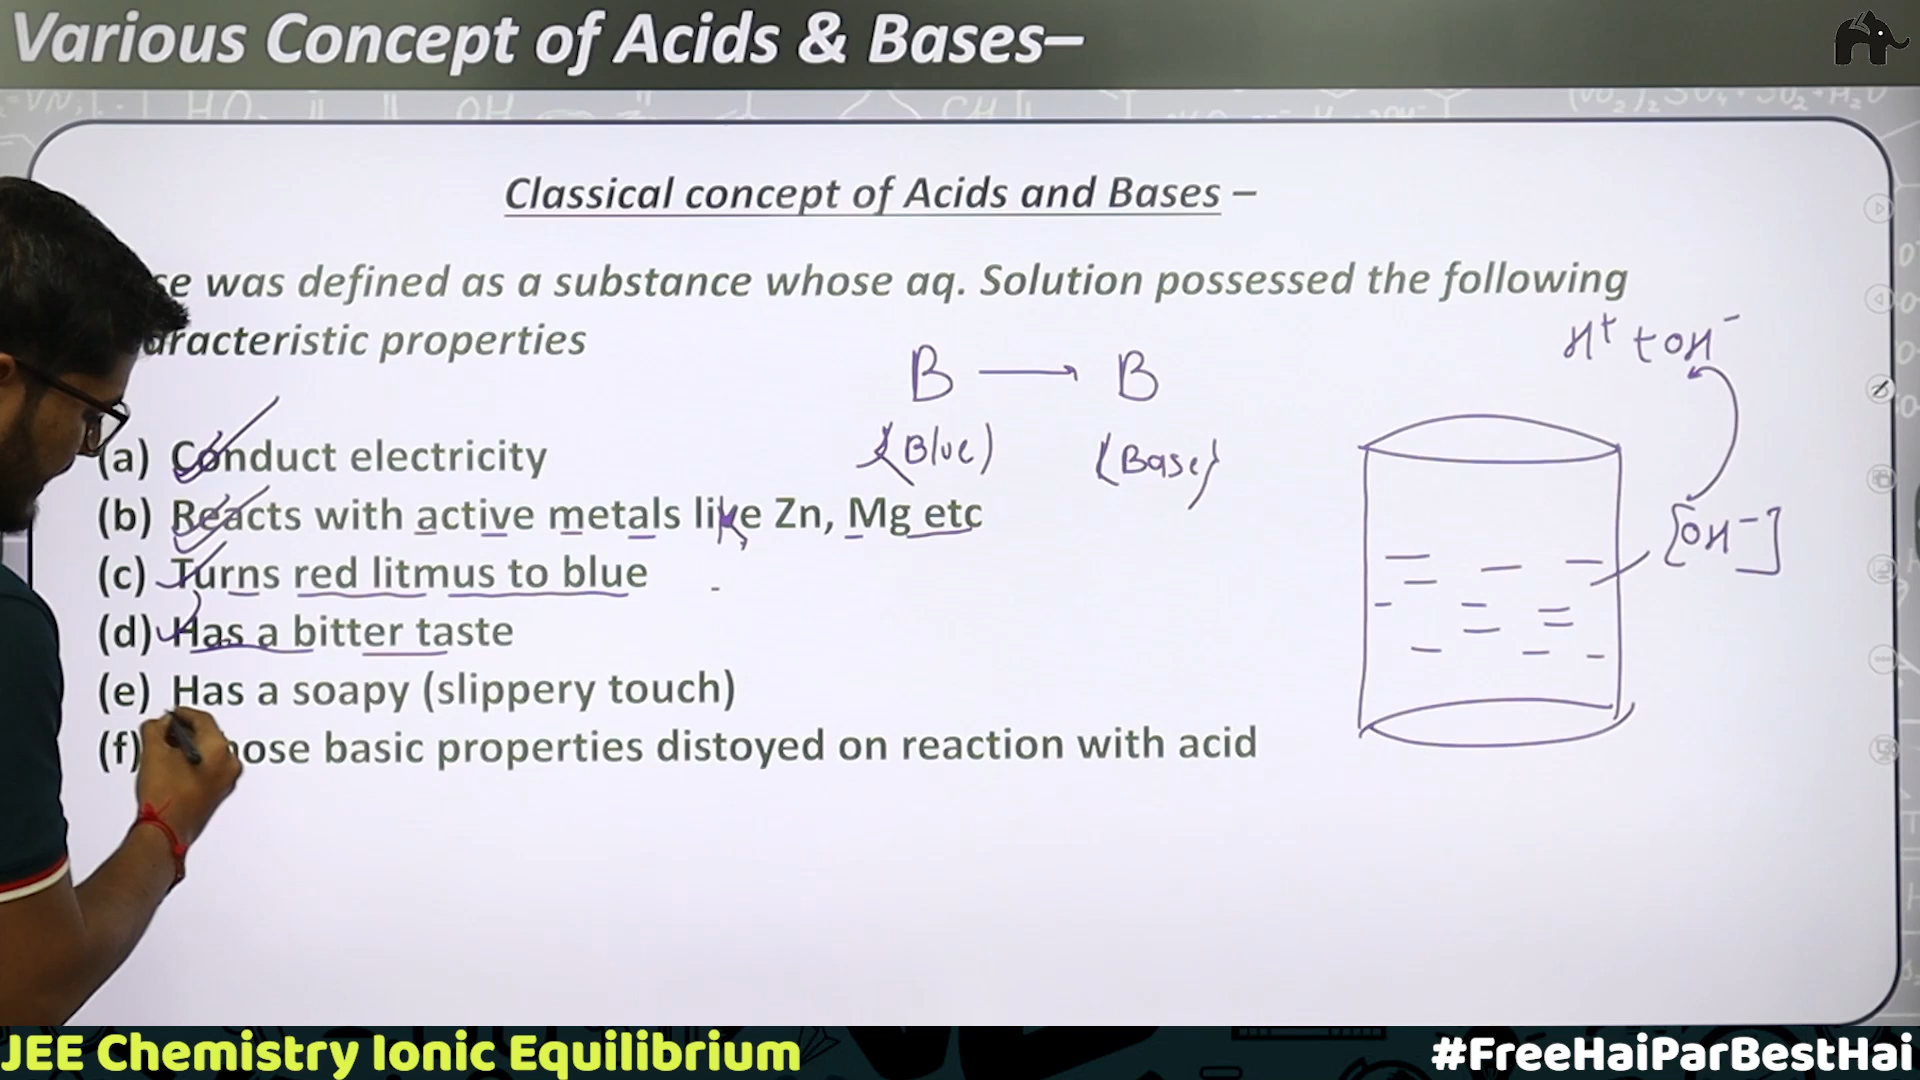 Various Concept of Acids & Bases–
Classical concept of Acids and Bases –
se was defined as a substance whose aq. Solution possessed the following
aracteristic properties
H⁺ + OH⁻
B ⟶ B
(Blue) (Base)
(a) Conduct electricity
(b) Reacts with active metals like Zn, Mg etc
[OH⁻]
(c) Turns red litmus to blue
(d) Has a bitter taste
(e) Has a soapy (slippery touch)
(f) hose basic properties distoyed on reaction with acid
JEE Chemistry Ionic Equilibrium
#FreeHaiParBestHai